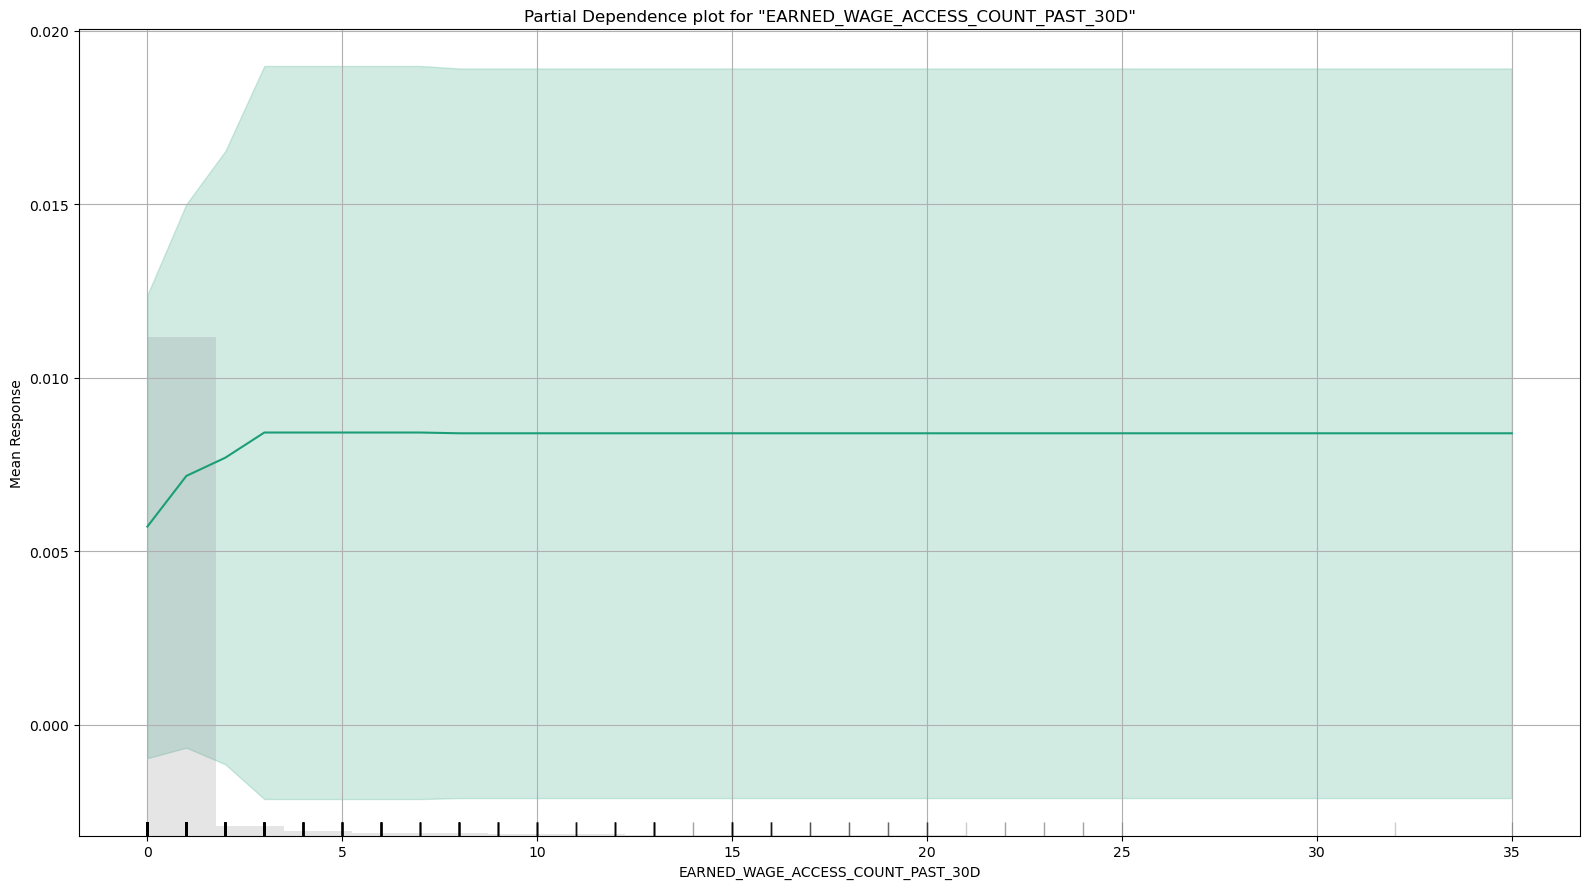 Partial Dependence plot for "EARNED_WAGE_ACCESS_COUNT_PAST_30D"
0.020
0.015
0.010
0.005
0.000
Mean Response
0 5 10 15 20 25 30 35
EARNED_WAGE_ACCESS_COUNT_PAST_30D